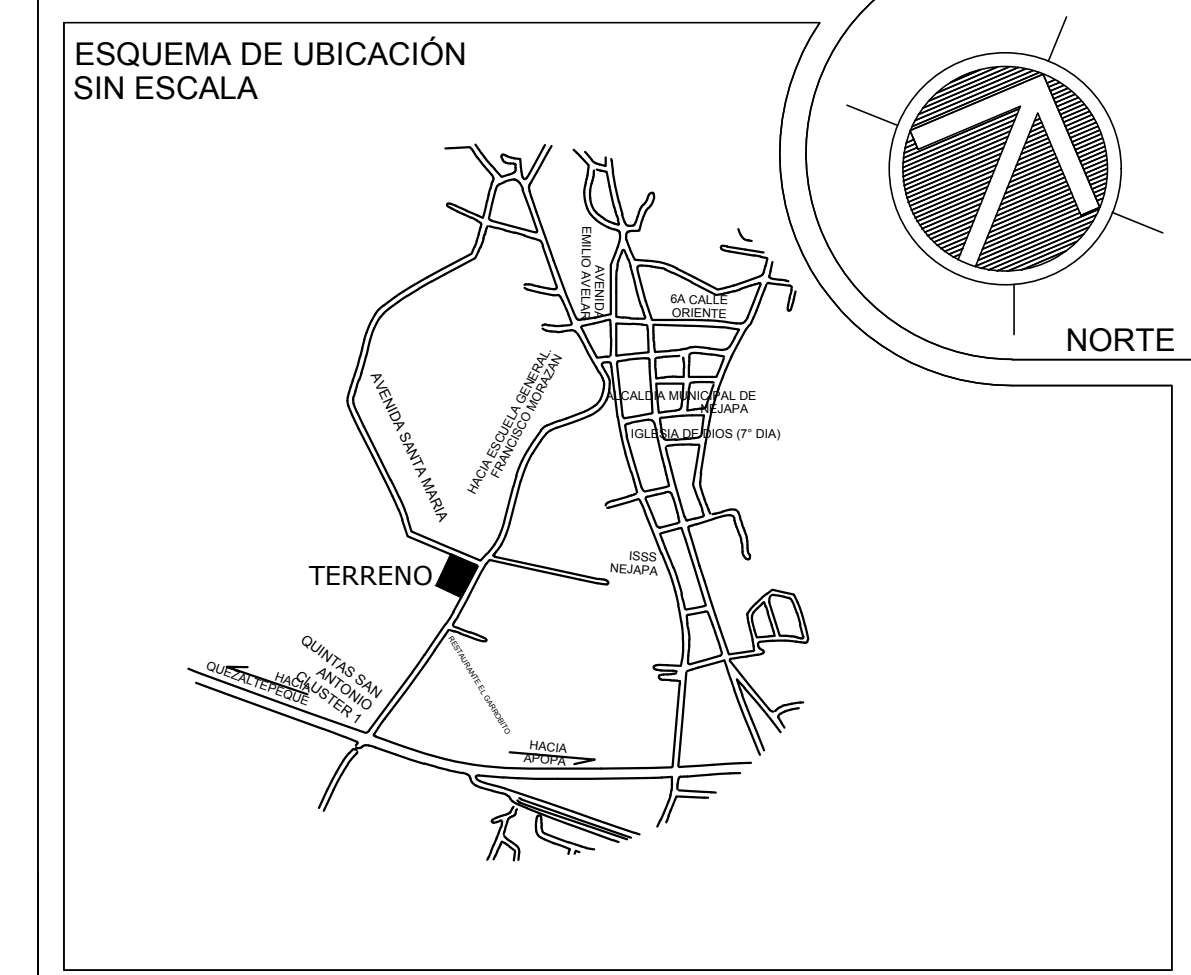 ESQUEMA DE UBICACIÓN
SIN ESCALA
NORTE
AVENIDA
EMILIO AVELAR
6A CALLE
ORIENTE
HACIA ESCUELA GENERAL.
FRANCISCO MORAZAN
AVENIDA SANTA MARIA
ALCALDIA MUNICIPAL DE
NEJAPA
IGLESIA DE DIOS (7° DIA)
ISSS
NEJAPA
TERRENO
QUINTAS SAN
ANTONIO
CLUSTER 1
HACIA
QUEZALTEPEQUE
RESTAURANTE EL GARROBITO
HACIA
APOPA